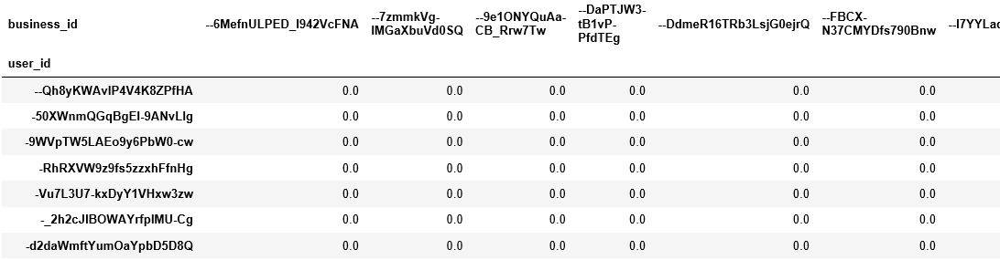 business_id --6MefnULPED_I942VcFNA --7zmmkVg-IMGaXbuVd0SQ --9e1ONYQuAa-CB_Rrw7Tw --DaPTJW3-tB1vP-PfdTEg --DdmeR16TRb3LsjG0ejrQ --FBCX-N37CMYDfs790Bnw --I7YYLad
user_id
--Qh8yKWAvIP4V4K8ZPfHA 0.0 0.0 0.0 0.0 0.0 0.0
-50XWnmQGqBgEI-9ANvLIg 0.0 0.0 0.0 0.0 0.0 0.0
-9WVpTW5LAEo9y6PbW0-cw 0.0 0.0 0.0 0.0 0.0 0.0
-RhRXVW9z9fs5zzxhFfnHg 0.0 0.0 0.0 0.0 0.0 0.0
-Vu7L3U7-kxDyY1VHxw3zw 0.0 0.0 0.0 0.0 0.0 0.0
-_2h2cJlBOWAYrfplMU-Cg 0.0 0.0 0.0 0.0 0.0 0.0
-d2daWmftYumOaYpbD5D8Q 0.0 0.0 0.0 0.0 0.0 0.0